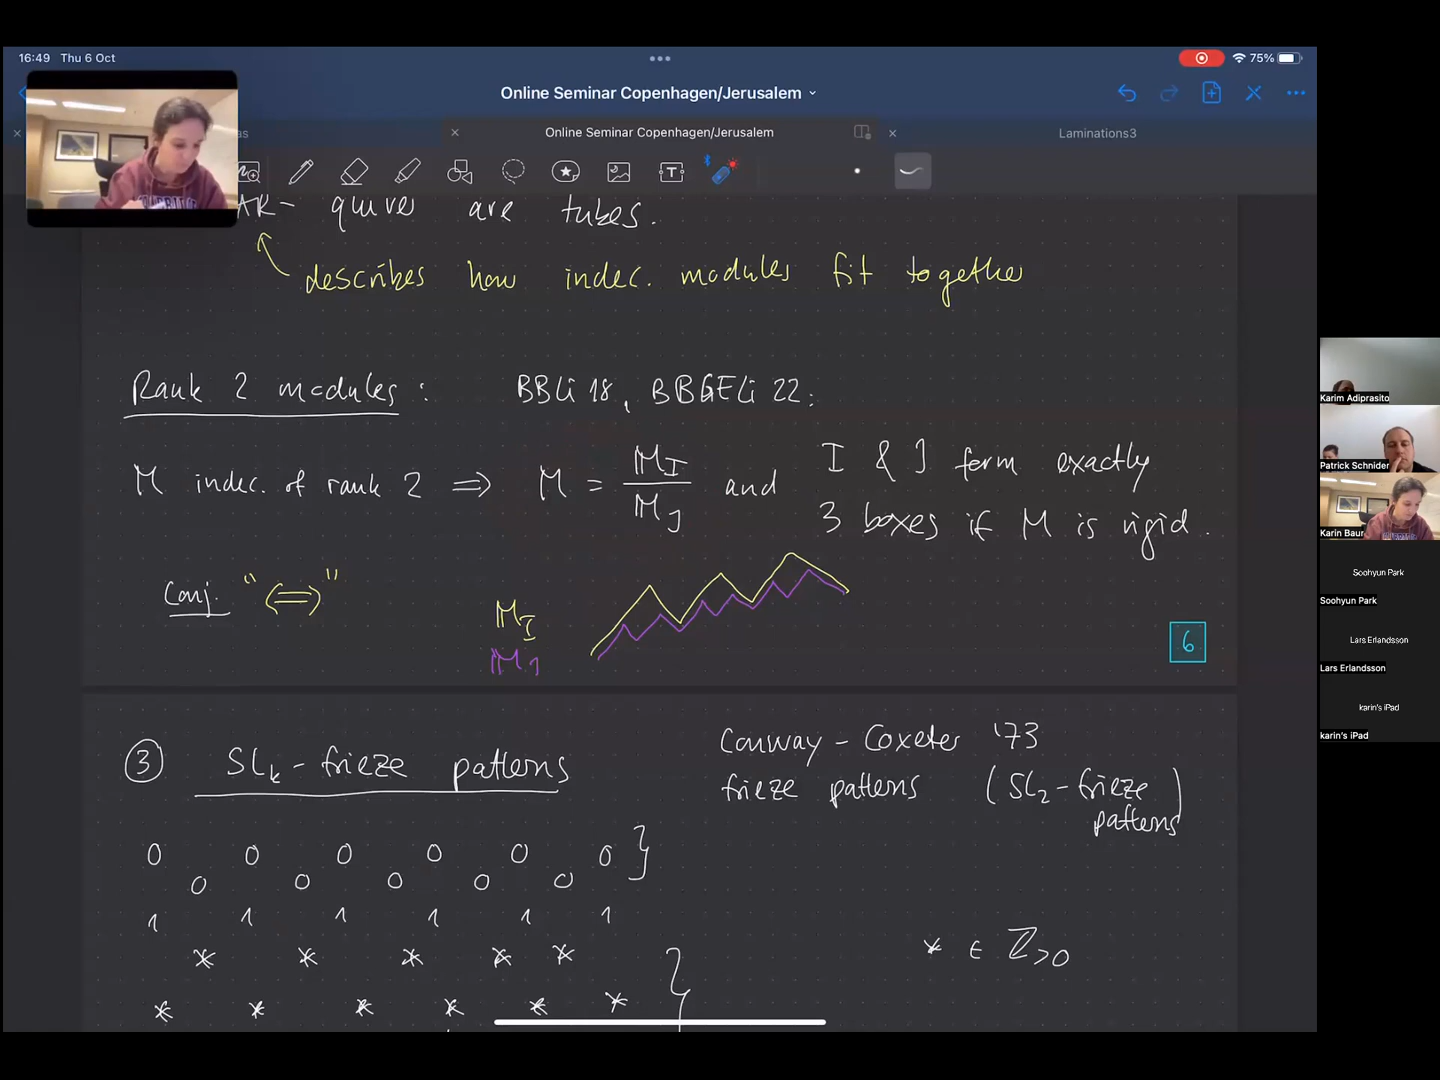 16:49 Thu 6 Oct
75%
Online Seminar Copenhagen/Jerusalem
Online Seminar Copenhagen/Jerusalem
Laminations3
AR- quiver are tubes.
describes how indec. modules fit together
Rank 2 modules: BBLi 18, BBGELi 22:
M indec. of rank 2 ⟹ M = M_I / M_J and I & J form exactly
3 boxes if M is rigid.
Conj. "(⟺)"
M_I
M_J
6
③ SL_k - frieze patterns
Conway - Coxeter '73
frieze patterns (SL_2 - frieze patterns)
0 0 0 0 0 0 }
0 0 0 0 0
1 1 1 1 1 1
* * * * *
* * * * * *
* ∈ ℤ_{>0}
Karim Adiprasito
Patrick Schnider
Karin Baur
Soohyun Park
Soohyun Park
Lars Erlandsson
Lars Erlandsson
karin's iPad
karin's iPad